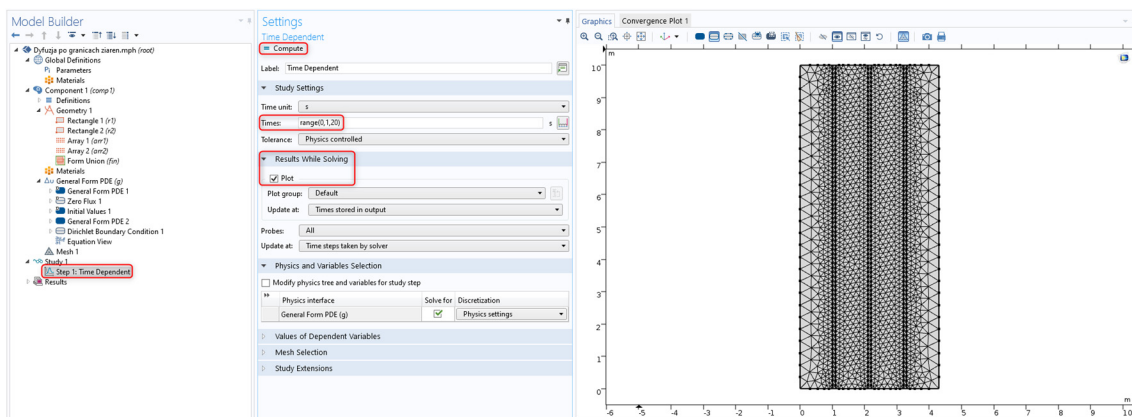 Model Builder
Dyfuzja po granicach ziaren.mph (root)
Global Definitions
Pi Parameters
Materials
Component 1 (comp1)
Definitions
Geometry 1
Rectangle 1 (r1)
Rectangle 2 (r2)
Array 1 (arr1)
Array 2 (arr2)
Form Union (fin)
Materials
Δu General Form PDE (g)
General Form PDE 1
Zero Flux 1
Initial Values 1
General Form PDE 2
Dirichlet Boundary Condition 1
Equation View
Mesh 1
Study 1
Step 1: Time Dependent
Results
Settings
Time Dependent
= Compute
Label: Time Dependent
Study Settings
Time unit: s
Times: range(0,1,20) s
Tolerance: Physics controlled
Results While Solving
Plot
Plot group: Default
Update at: Times stored in output
Probes: All
Update at: Time steps taken by solver
Physics and Variables Selection
Modify physics tree and variables for study step
Physics interface Solve for Discretization
General Form PDE (g) Physics settings
Values of Dependent Variables
Mesh Selection
Study Extensions
Graphics Convergence Plot 1
m
10
9
8
7
6
5
4
3
2
1
0
m
-6 -5 -4 -3 -2 -1 0 1 2 3 4 5 6 7 8 9 10